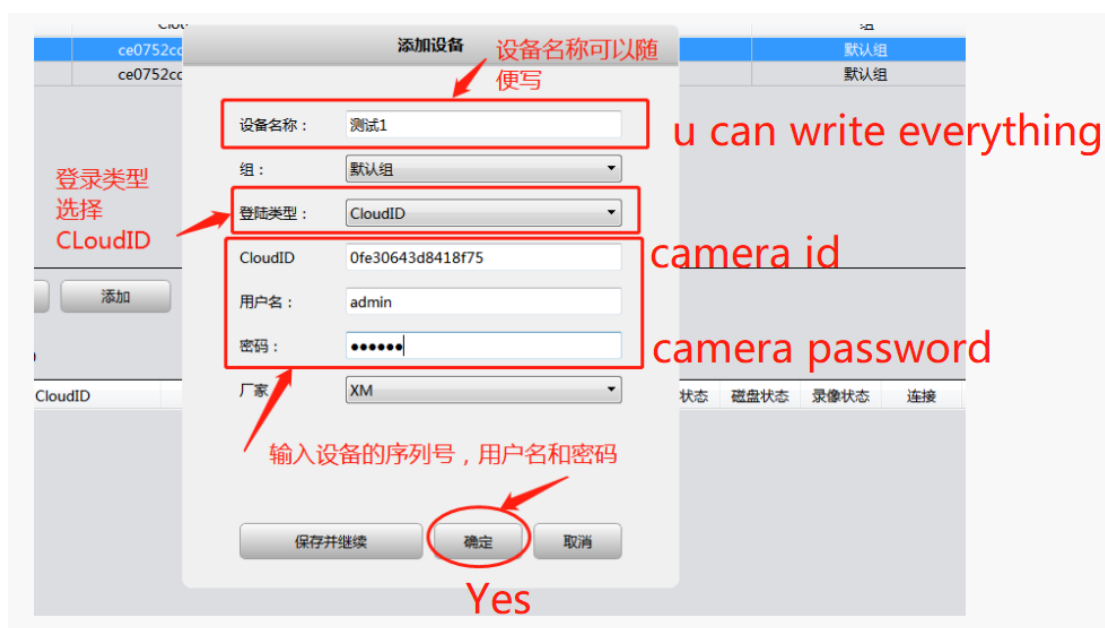 添加设备
设备名称可以随
便写
ce0752cc
默认组
ce0752cc
默认组
设备名称：
测试1
u can write everything
组：
默认组
登录类型
选择
CLoudID
登陆类型：
CloudID
CloudID
0fe30643d8418f75
camera id
添加
用户名：
admin
密码：
••••••
camera password
CloudID
厂家
XM
状态
磁盘状态
录像状态
连接
输入设备的序列号，用户名和密码
保存并继续
确定
取消
Yes